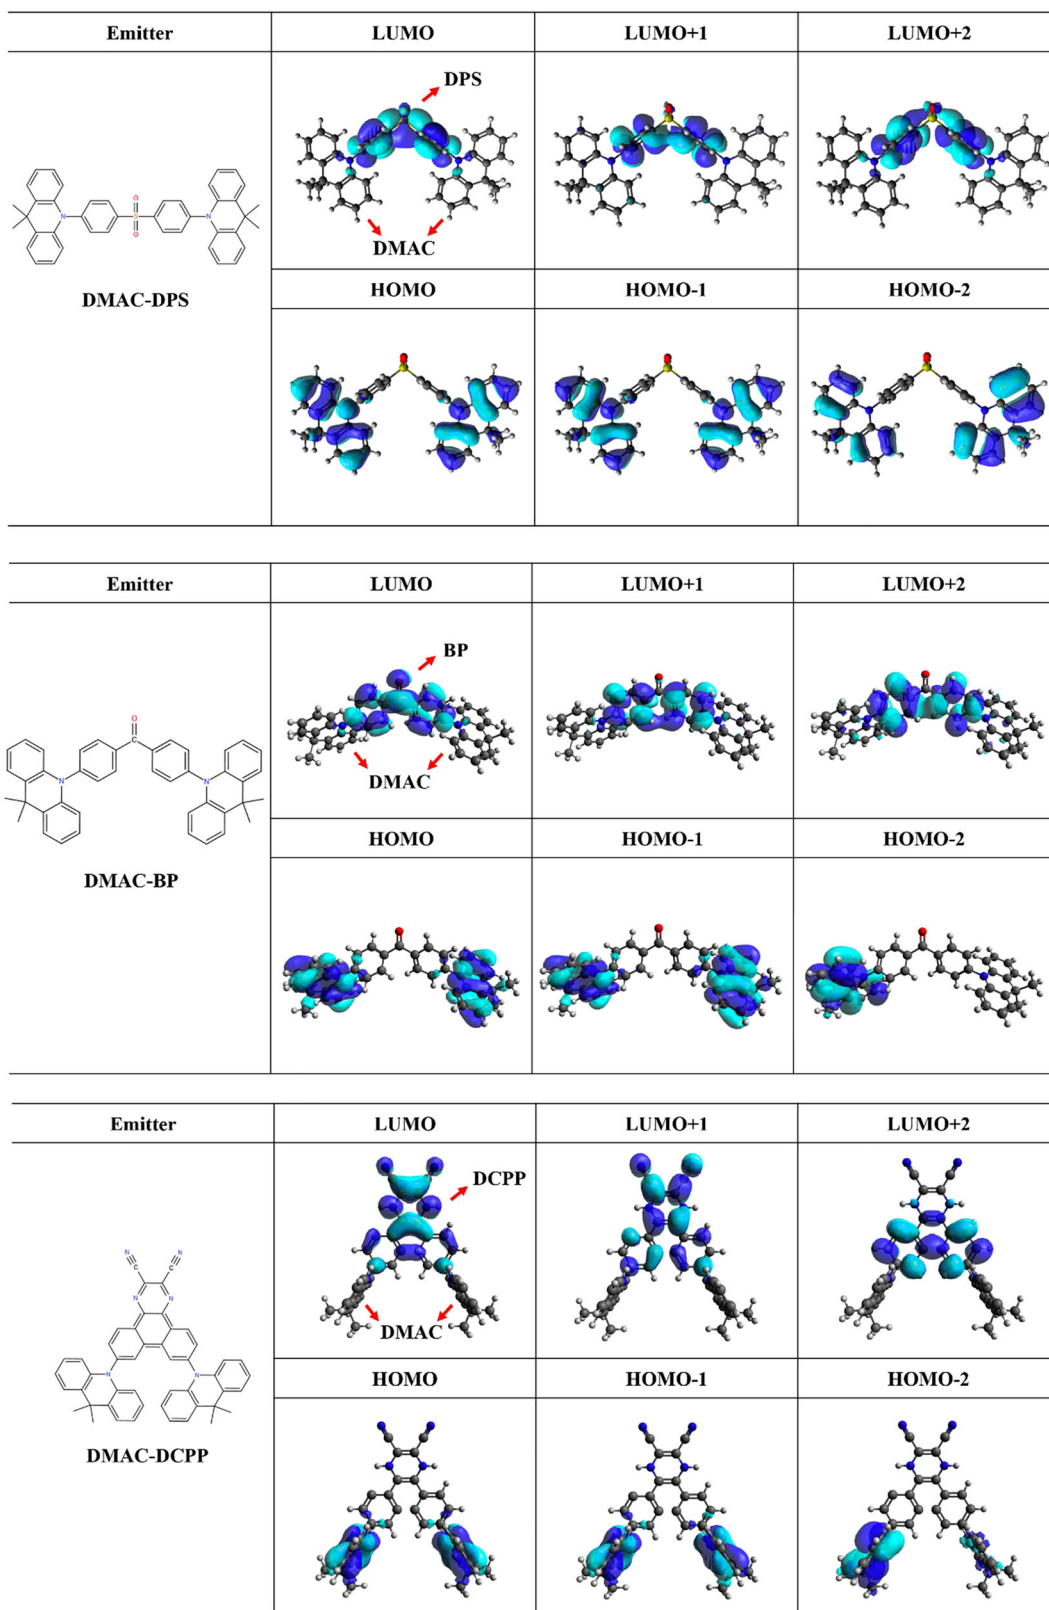 Emitter LUMO LUMO+1 LUMO+2
DPS
DMAC
O
N S N
O
DMAC-DPS
HOMO HOMO-1 HOMO-2
Emitter LUMO LUMO+1 LUMO+2
BP
DMAC
O
C
N N
DMAC-BP
HOMO HOMO-1 HOMO-2
Emitter LUMO LUMO+1 LUMO+2
DCPP
DMAC
N N
C C
N N
N N
DMAC-DCPP
HOMO HOMO-1 HOMO-2